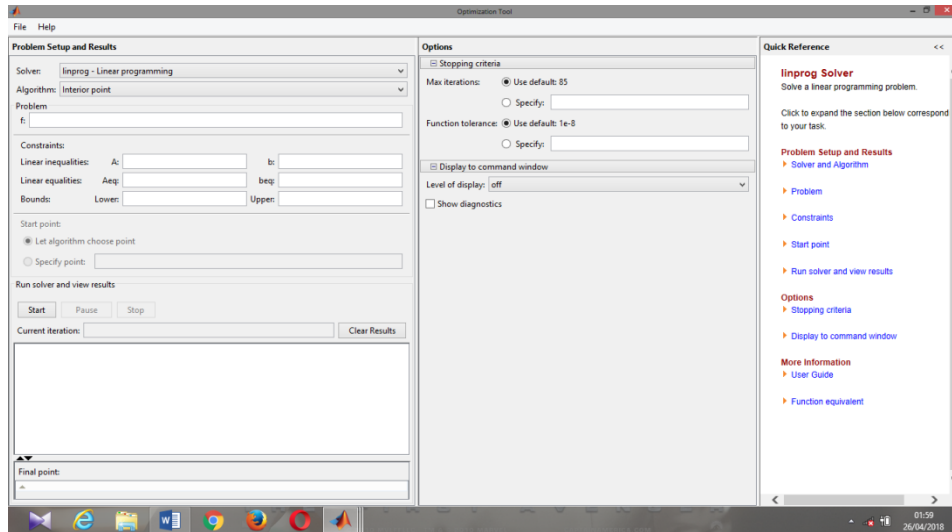 Optimization Tool
File Help
Problem Setup and Results
Solver: linprog - Linear programming
Algorithm: Interior point
Problem
f:
Constraints:
Linear inequalities: A: b:
Linear equalities: Aeq: beq:
Bounds: Lower: Upper:
Start point:
Let algorithm choose point
Specify point:
Run solver and view results
Start Pause Stop
Current iteration: Clear Results
Final point:
Options
Stopping criteria
Max iterations: Use default: 85
Specify:
Function tolerance: Use default: 1e-8
Specify:
Display to command window
Level of display: off
Show diagnostics
Quick Reference <<
linprog Solver
Solve a linear programming problem.
Click to expand the section below correspond
to your task.
Problem Setup and Results
Solver and Algorithm
Problem
Constraints
Start point
Run solver and view results
Options
Stopping criteria
Display to command window
More Information
User Guide
Function equivalent
01:59
26/04/2018